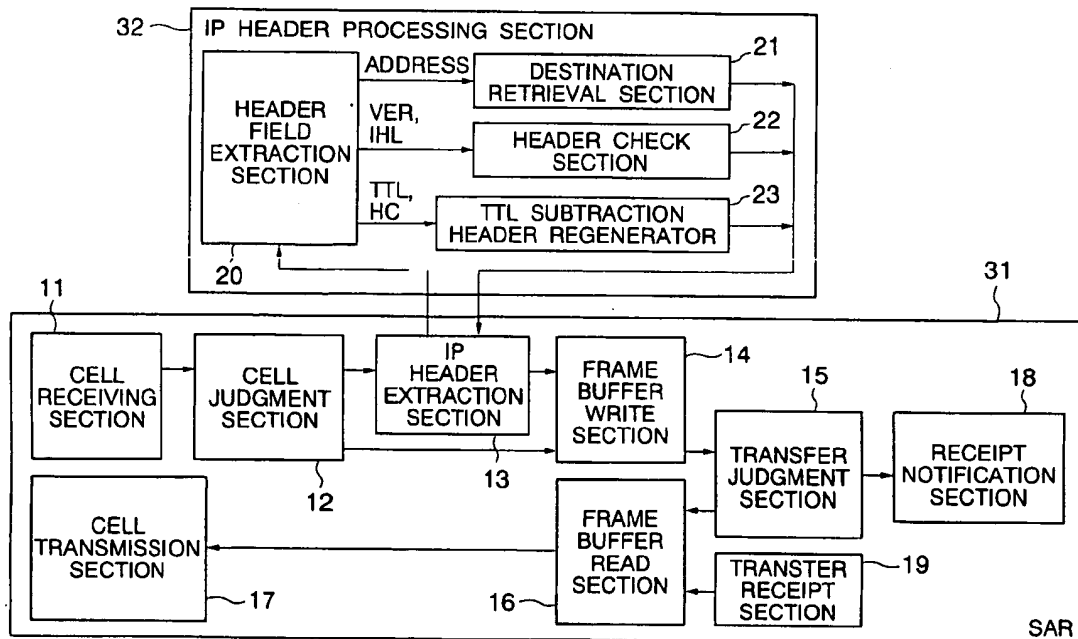 32
IP HEADER PROCESSING SECTION
HEADER
FIELD
EXTRACTION
SECTION
20
ADDRESS
DESTINATION
RETRIEVAL SECTION
21
VER,
IHL
HEADER CHECK
SECTION
22
TTL,
HC
TTL SUBTRACTION
HEADER REGENERATOR
23
31
11
CELL
RECEIVING
SECTION
CELL
JUDGMENT
SECTION
12
IP
HEADER
EXTRACTION
SECTION
13
FRAME
BUFFER
WRITE
SECTION
14
15
TRANSFER
JUDGMENT
SECTION
18
RECEIPT
NOTIFICATION
SECTION
CELL
TRANSMISSION
SECTION
17
FRAME
BUFFER
READ
SECTION
16
TRANSTER
RECEIPT
SECTION
19
SAR